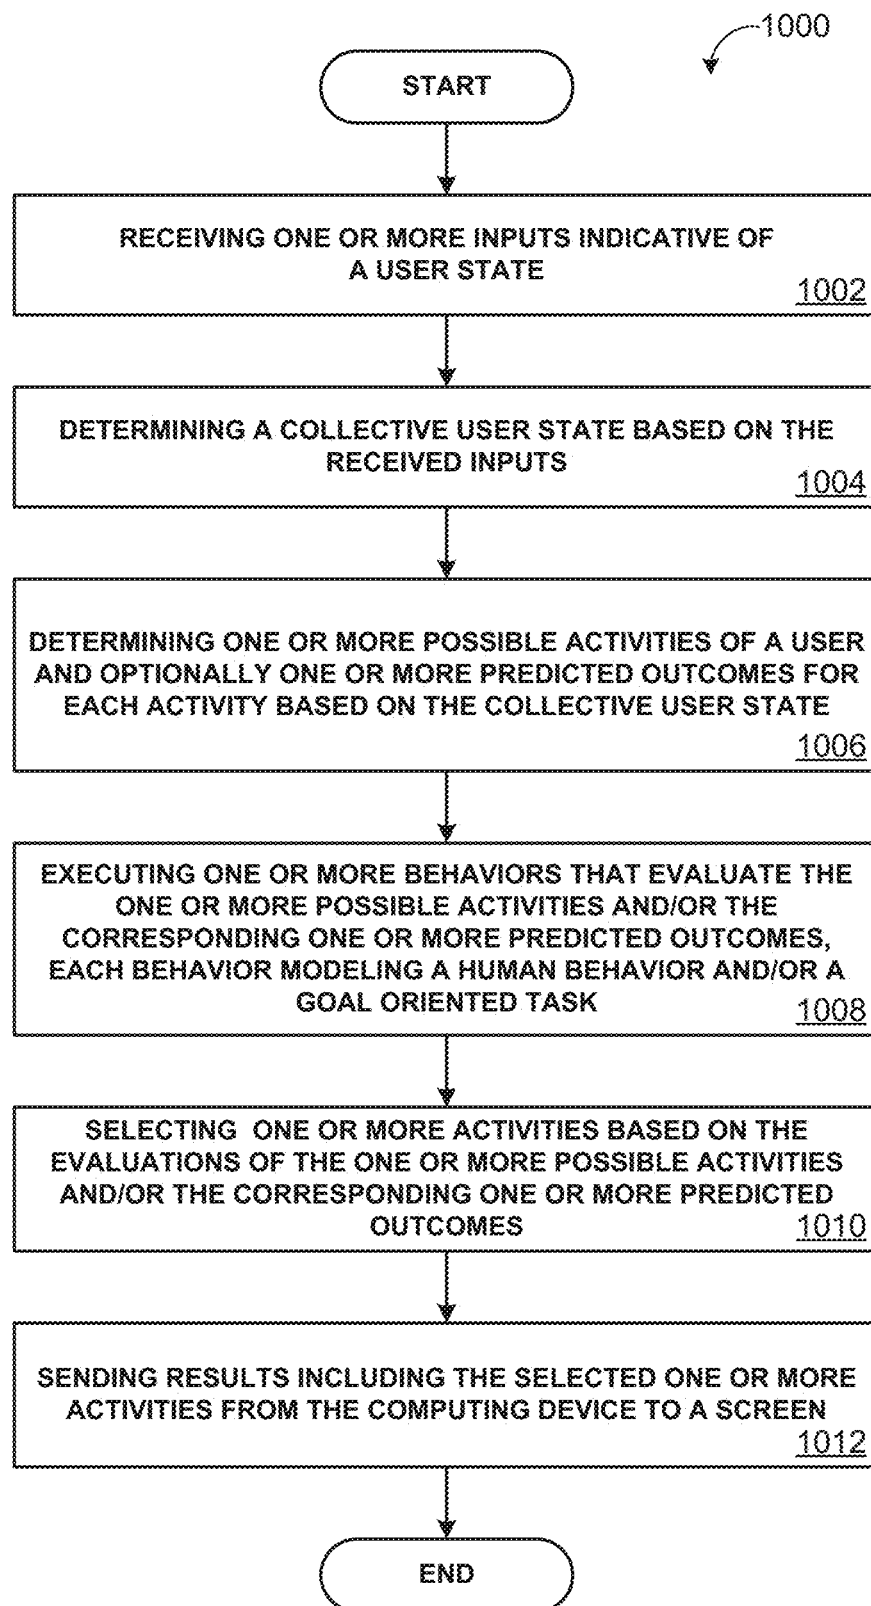 1000
START
RECEIVING ONE OR MORE INPUTS INDICATIVE OF
A USER STATE
1002
DETERMINING A COLLECTIVE USER STATE BASED ON THE
RECEIVED INPUTS
1004
DETERMINING ONE OR MORE POSSIBLE ACTIVITIES OF A USER
AND OPTIONALLY ONE OR MORE PREDICTED OUTCOMES FOR
EACH ACTIVITY BASED ON THE COLLECTIVE USER STATE
1006
EXECUTING ONE OR MORE BEHAVIORS THAT EVALUATE THE
ONE OR MORE POSSIBLE ACTIVITIES AND/OR THE
CORRESPONDING ONE OR MORE PREDICTED OUTCOMES,
EACH BEHAVIOR MODELING A HUMAN BEHAVIOR AND/OR A
GOAL ORIENTED TASK
1008
SELECTING ONE OR MORE ACTIVITIES BASED ON THE
EVALUATIONS OF THE ONE OR MORE POSSIBLE ACTIVITIES
AND/OR THE CORRESPONDING ONE OR MORE PREDICTED
OUTCOMES
1010
SENDING RESULTS INCLUDING THE SELECTED ONE OR MORE
ACTIVITIES FROM THE COMPUTING DEVICE TO A SCREEN
1012
END